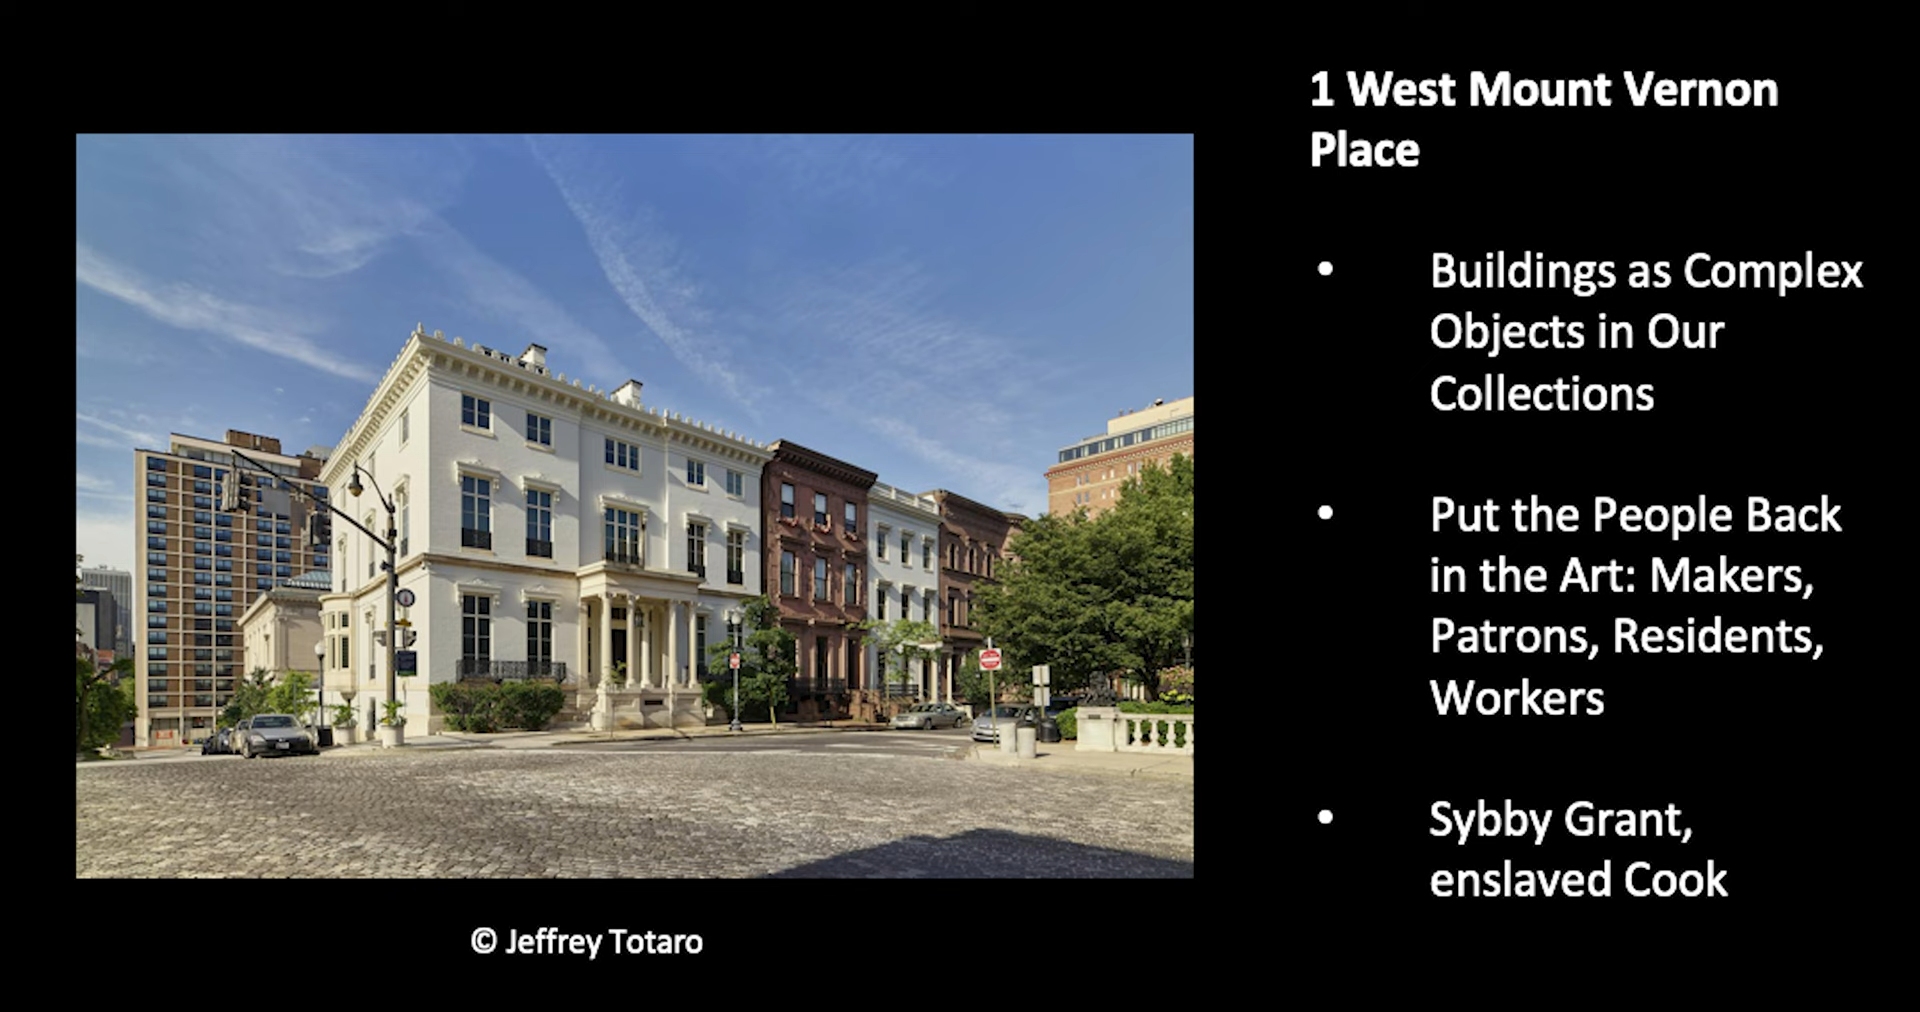 1 West Mount Vernon
Place
• Buildings as Complex
Objects in Our
Collections
• Put the People Back
in the Art: Makers,
Patrons, Residents,
Workers
• Sybby Grant,
enslaved Cook
© Jeffrey Totaro